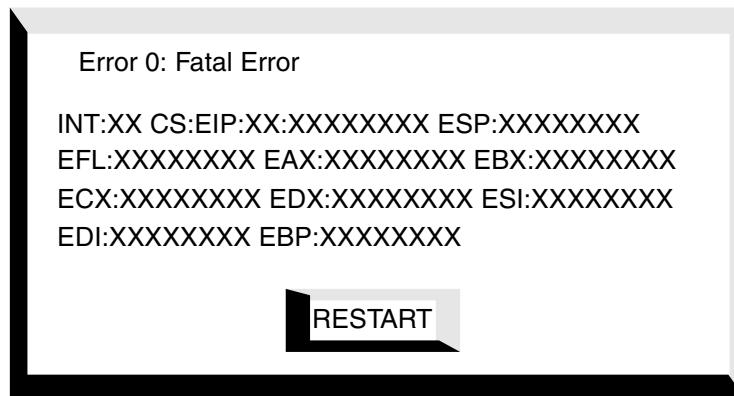 Error 0: Fatal Error
INT:XX CS:EIP:XX:XXXXXXXX ESP:XXXXXXXX
EFL:XXXXXXXX EAX:XXXXXXXX EBX:XXXXXXXX
ECX:XXXXXXXX EDX:XXXXXXXX ESI:XXXXXXXX
EDI:XXXXXXXX EBP:XXXXXXXX
RESTART